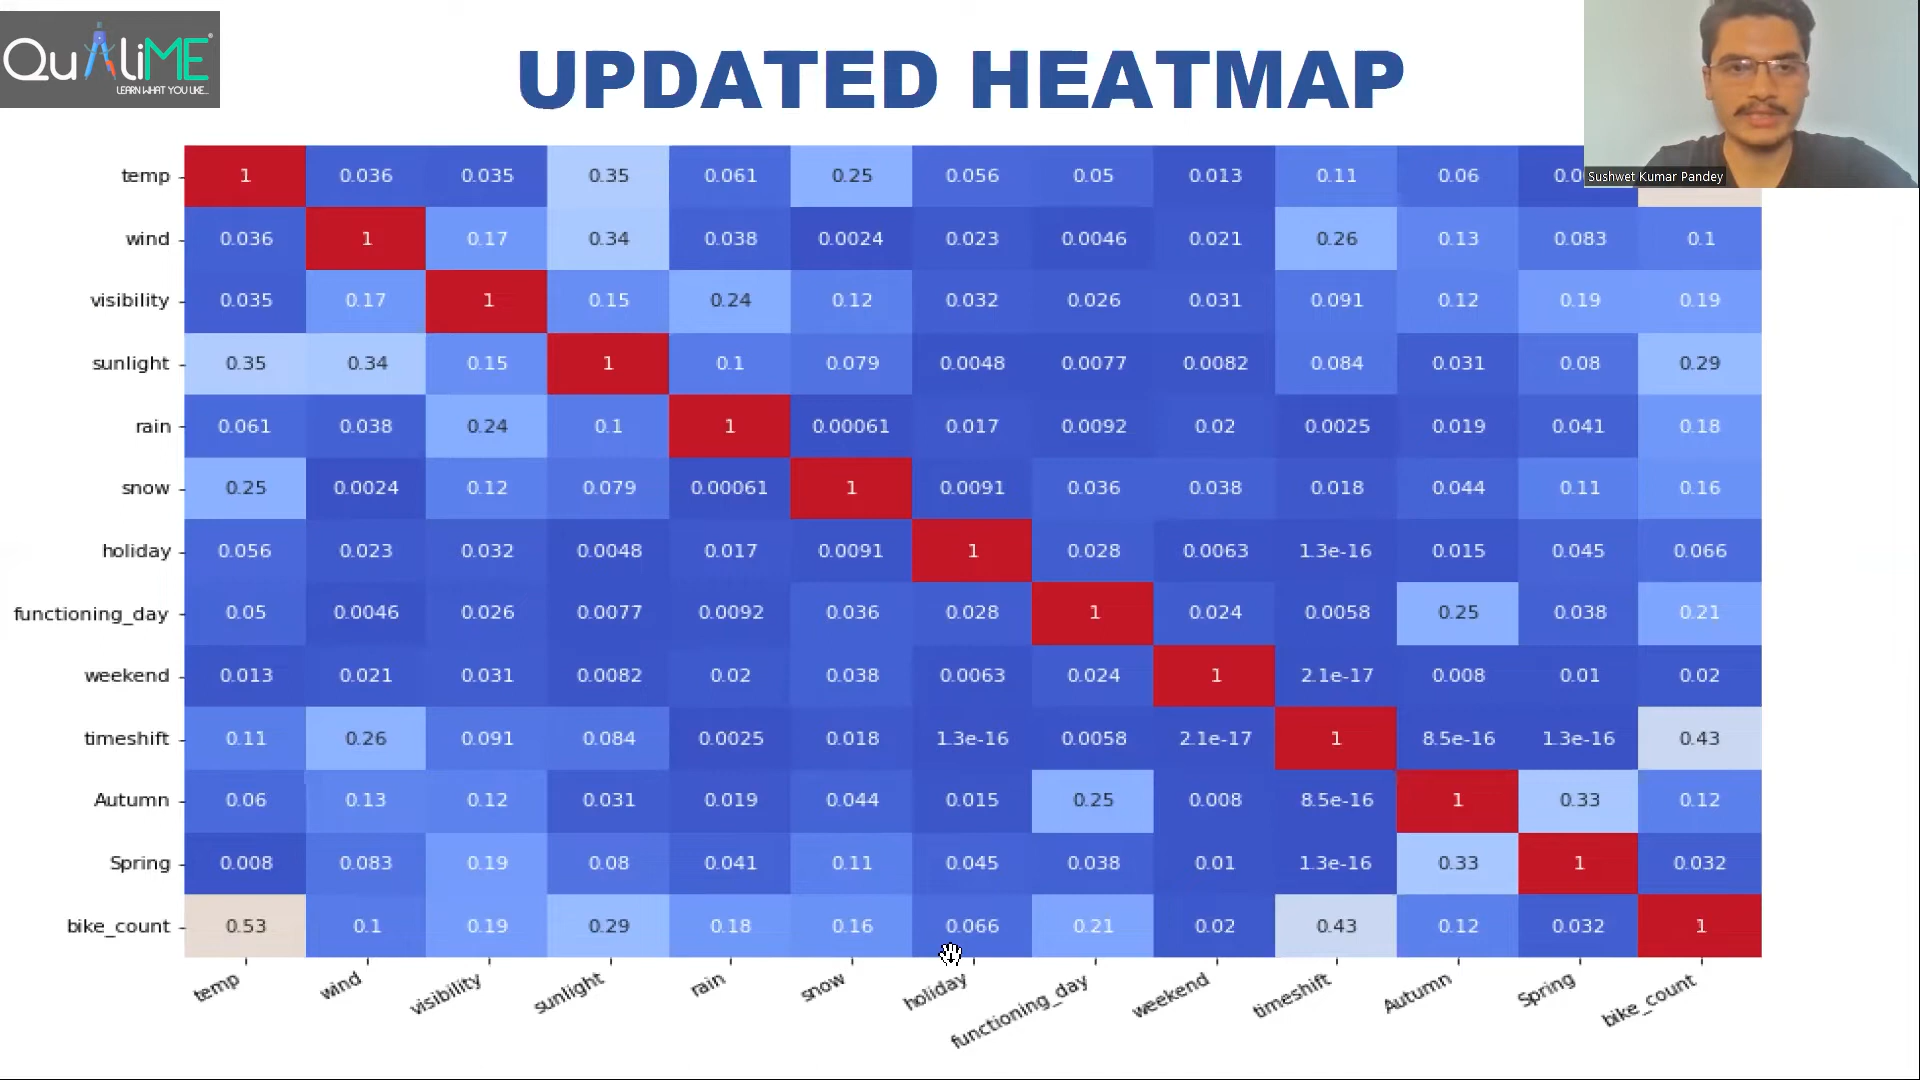 QuALiME
LEARN WHAT YOU LIKE...
UPDATED HEATMAP
Sushwet Kumar Pandey
temp 1 0.036 0.035 0.35 0.061 0.25 0.056 0.05 0.013 0.11 0.06
wind 0.036 1 0.17 0.34 0.038 0.0024 0.023 0.0046 0.021 0.26 0.13 0.083 0.1
visibility 0.035 0.17 1 0.15 0.24 0.12 0.032 0.026 0.031 0.091 0.12 0.19 0.19
sunlight 0.35 0.34 0.15 1 0.1 0.079 0.0048 0.0077 0.0082 0.084 0.031 0.08 0.29
rain 0.061 0.038 0.24 0.1 1 0.00061 0.017 0.0092 0.02 0.0025 0.019 0.041 0.18
snow 0.25 0.0024 0.12 0.079 0.00061 1 0.0091 0.036 0.038 0.018 0.044 0.11 0.16
holiday 0.056 0.023 0.032 0.0048 0.017 0.0091 1 0.028 0.0063 1.3e-16 0.015 0.045 0.066
functioning_day 0.05 0.0046 0.026 0.0077 0.0092 0.036 0.028 1 0.024 0.0058 0.25 0.038 0.21
weekend 0.013 0.021 0.031 0.0082 0.02 0.038 0.0063 0.024 1 2.1e-17 0.008 0.01 0.02
timeshift 0.11 0.26 0.091 0.084 0.0025 0.018 1.3e-16 0.0058 2.1e-17 1 8.5e-16 1.3e-16 0.43
Autumn 0.06 0.13 0.12 0.031 0.019 0.044 0.015 0.25 0.008 8.5e-16 1 0.33 0.12
Spring 0.008 0.083 0.19 0.08 0.041 0.11 0.045 0.038 0.01 1.3e-16 0.33 1 0.032
bike_count 0.53 0.1 0.19 0.29 0.18 0.16 0.066 0.21 0.02 0.43 0.12 0.032 1
temp wind visibility sunlight rain snow holiday functioning_day weekend timeshift Autumn Spring bike_count